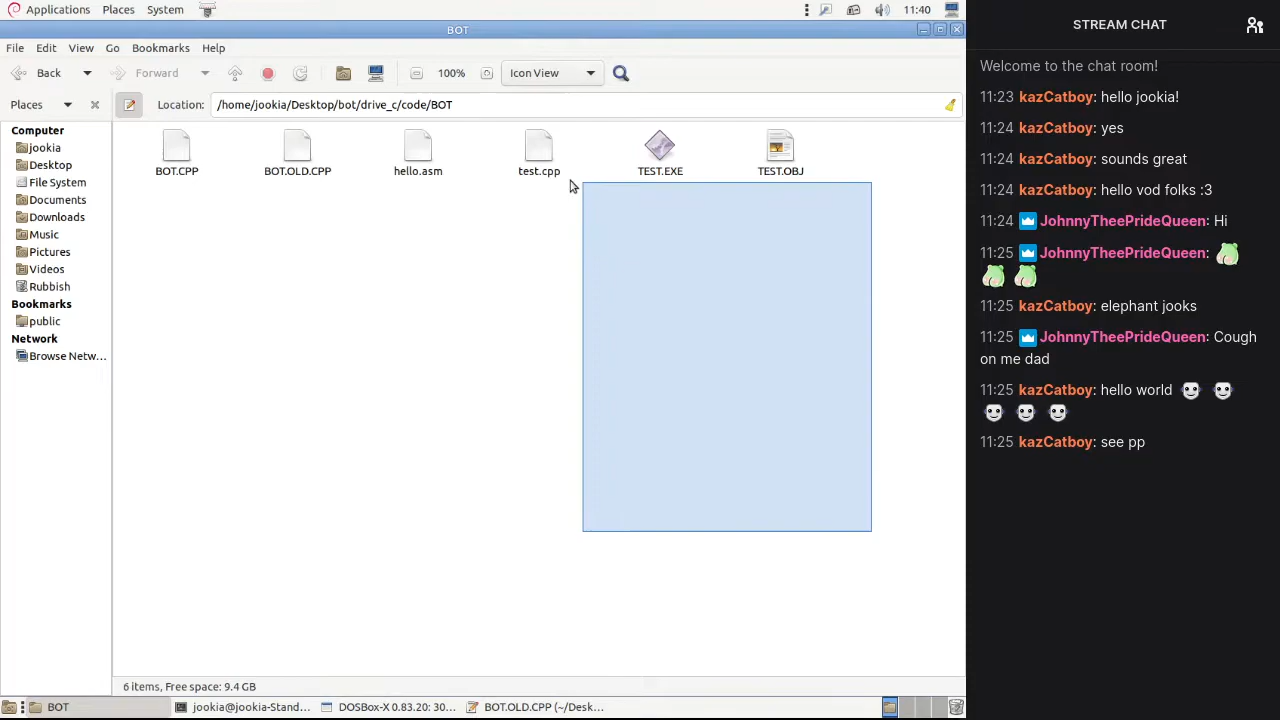 Applications Places System 11:40
BOT
File Edit View Go Bookmarks Help
Back Forward 100% Icon View
Places Location: /home/jookia/Desktop/bot/drive_c/code/BOT
Computer
jookia
Desktop
File System
Documents
Downloads
Music
Pictures
Videos
Rubbish
Bookmarks
public
Network
Browse Netw...
BOT.CPP BOT.OLD.CPP hello.asm test.cpp TEST.EXE TEST.OBJ
6 items, Free space: 9.4 GB
BOT jookia@jookia-Stand... DOSBox-X 0.83.20: 30... BOT.OLD.CPP (~/Desk...
STREAM CHAT
Welcome to the chat room!
11:23 kazCatboy: hello jookia!
11:24 kazCatboy: yes
11:24 kazCatboy: sounds great
11:24 kazCatboy: hello vod folks :3
11:24 JohnnyTheePrideQueen: Hi
11:25 JohnnyTheePrideQueen:
11:25 kazCatboy: elephant jooks
11:25 JohnnyTheePrideQueen: Cough
on me dad
11:25 kazCatboy: hello world
11:25 kazCatboy: see pp